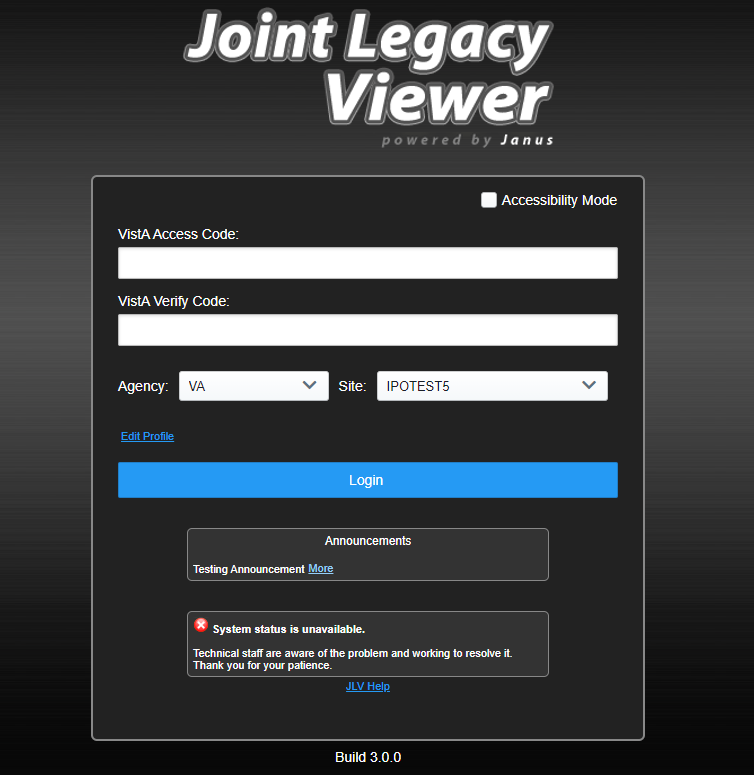 Joint Legacy
Viewer
powered by Janus
Accessibility Mode
VistA Access Code:
VistA Verify Code:
Agency: VA Site: IPOTEST5
Edit Profile
Login
Announcements
Testing Announcement More
System status is unavailable.
Technical staff are aware of the problem and working to resolve it.
Thank you for your patience.
JLV Help
Build 3.0.0